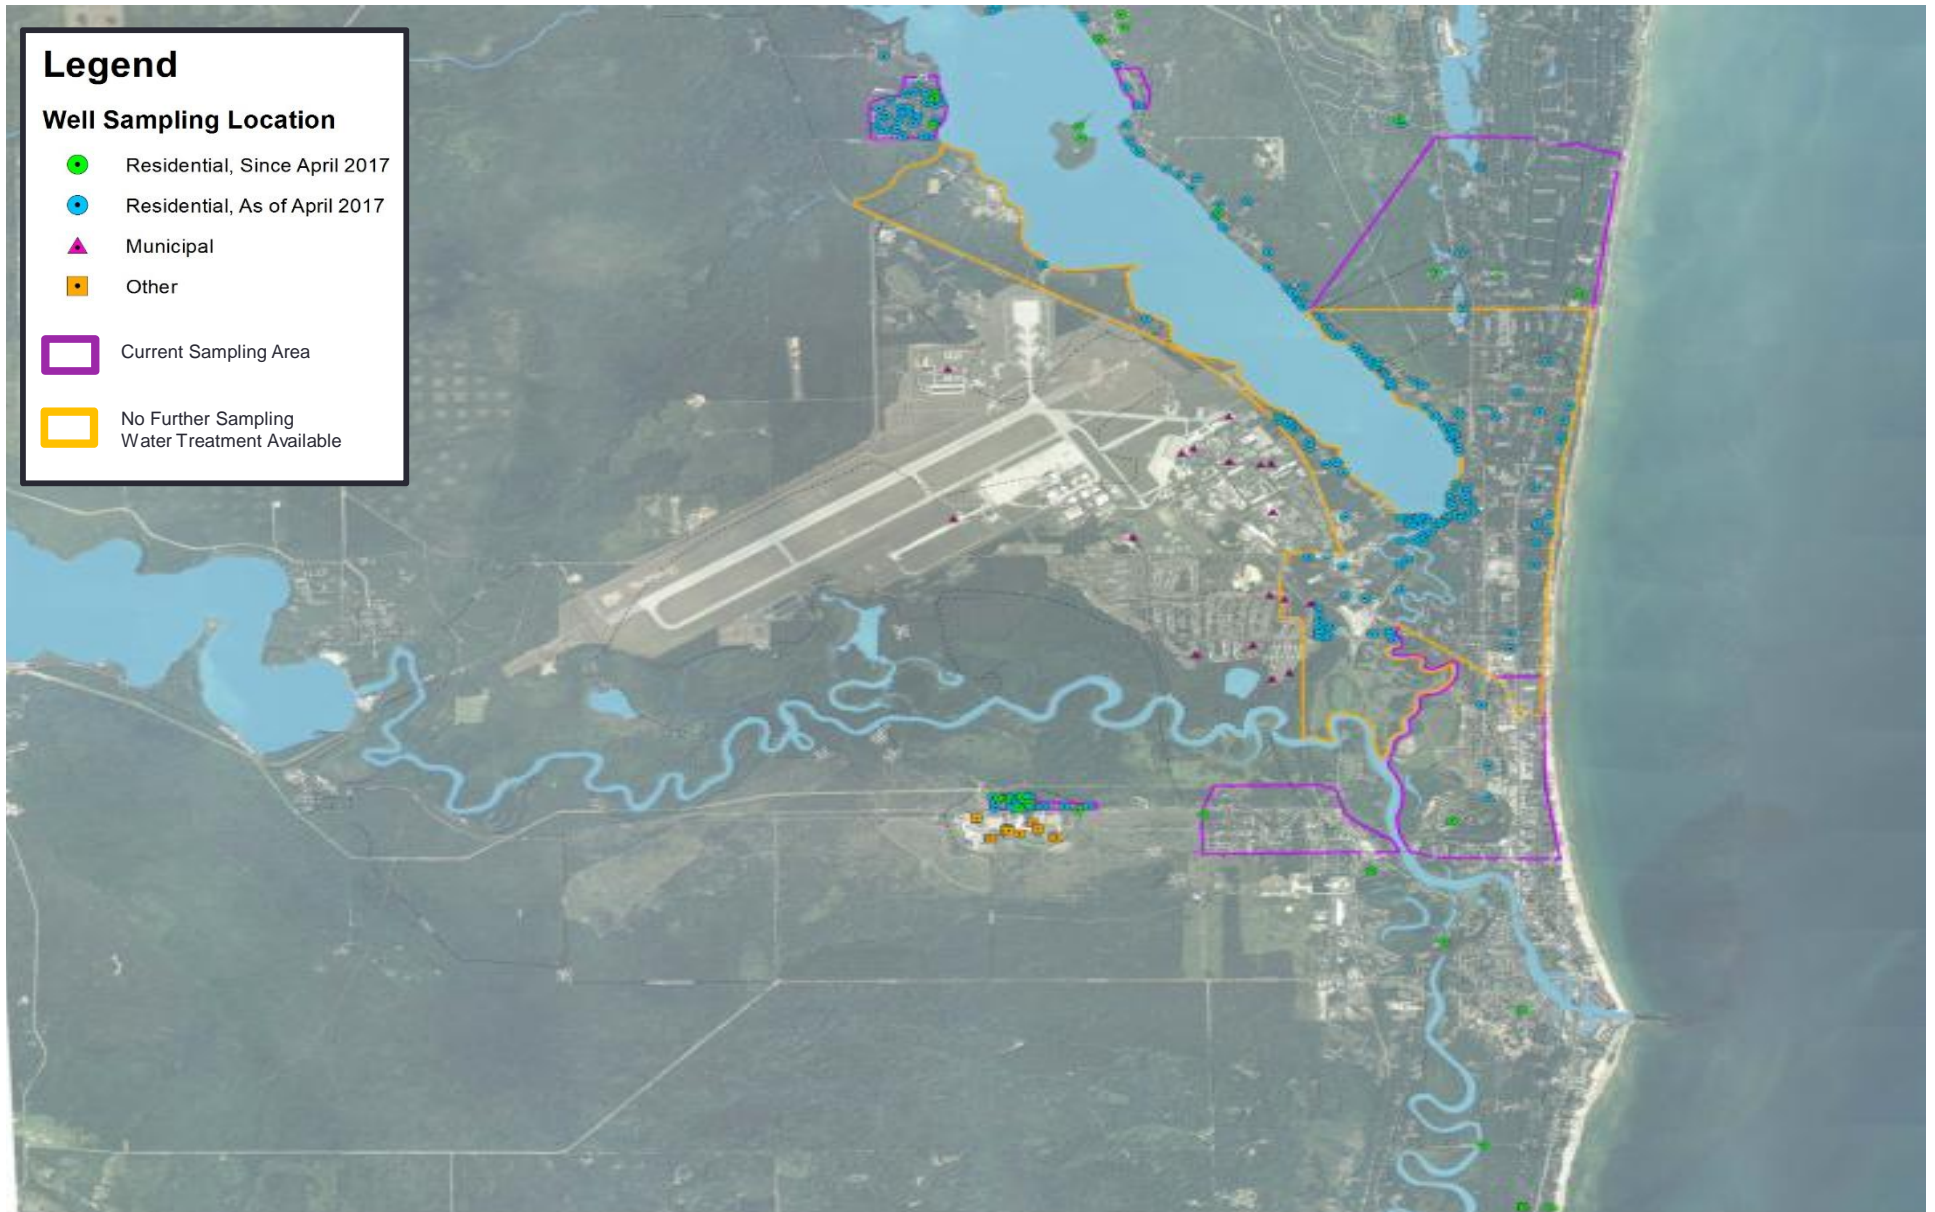 Legend
Well Sampling Location
Residential, Since April 2017
Residential, As of April 2017
Municipal
Other
Current Sampling Area
No Further Sampling
Water Treatment Available